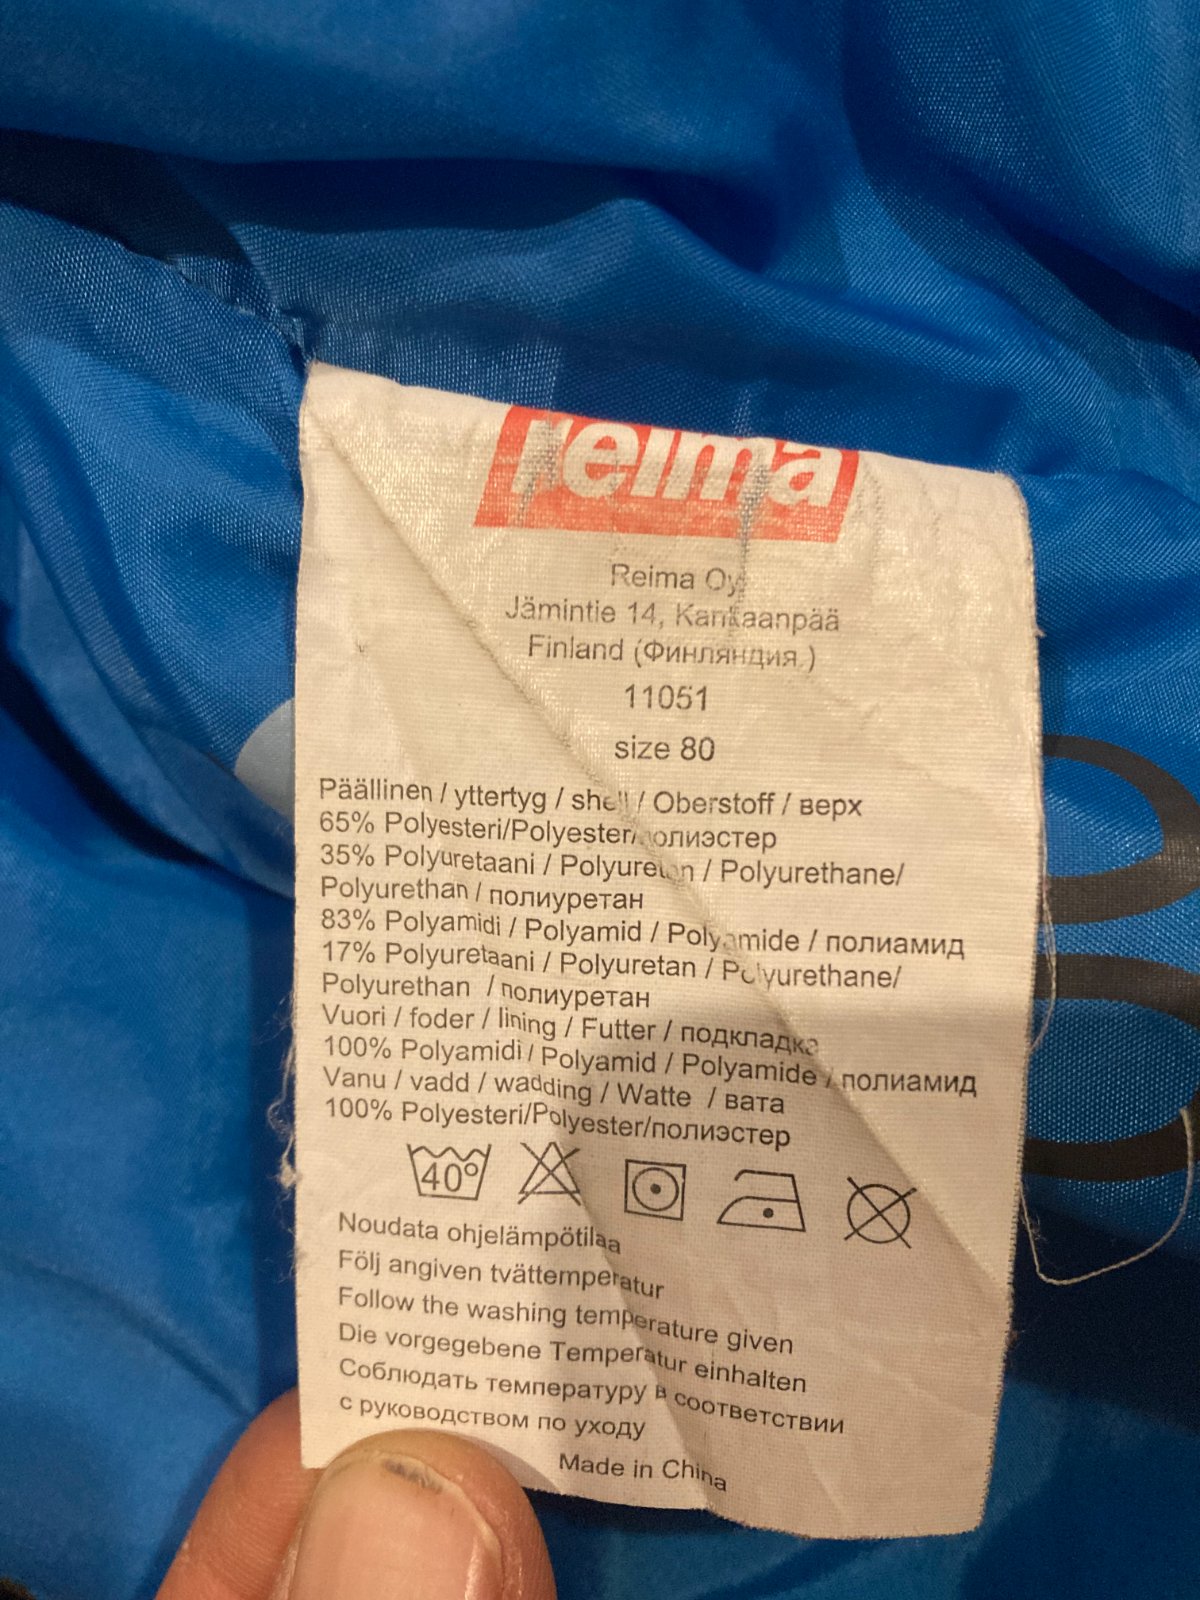 reima
Reima Oy
Jämintie 14, Kankaanpää
Finland (Финляндия.)
11051
size 80
Päällinen / yttertyg / shell / Oberstoff / верх
65% Polyesteri/Polyester/полиэстер
35% Polyuretaani / Polyuretan / Polyurethane/
Polyurethan / полиуретан
83% Polyamidi / Polyamid / Polyamide / полиамид
17% Polyuretaani / Polyuretan / Polyurethane/
Polyurethan / полиуретан
Vuori / foder / lining / Futter / подкладка
100% Polyamidi / Polyamid / Polyamide / полиамид
Vanu / vadd / wadding / Watte / вата
100% Polyesteri/Polyester/полиэстер
40°
Noudata ohjelämpötilaa
Följ angiven tvättemperatur
Follow the washing temperature given
Die vorgegebene Temperatur einhalten
Соблюдать температуру в соответствии
с руководством по уходу
Made in China